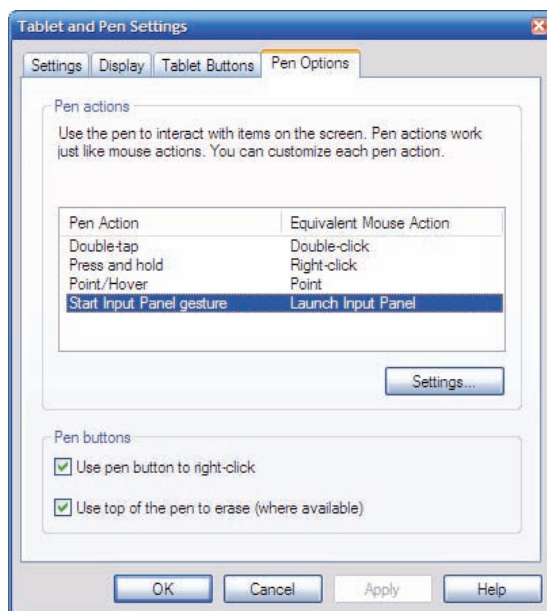 Tablet and Pen Settings
Settings Display Tablet Buttons Pen Options
Pen actions
Use the pen to interact with items on the screen. Pen actions work
just like mouse actions. You can customize each pen action.
Pen Action Equivalent Mouse Action
Double-tap Double-click
Press and hold Right-click
Point/Hover Point
Start Input Panel gesture Launch Input Panel
Settings...
Pen buttons
Use pen button to right-click
Use top of the pen to erase (where available)
OK Cancel Apply Help